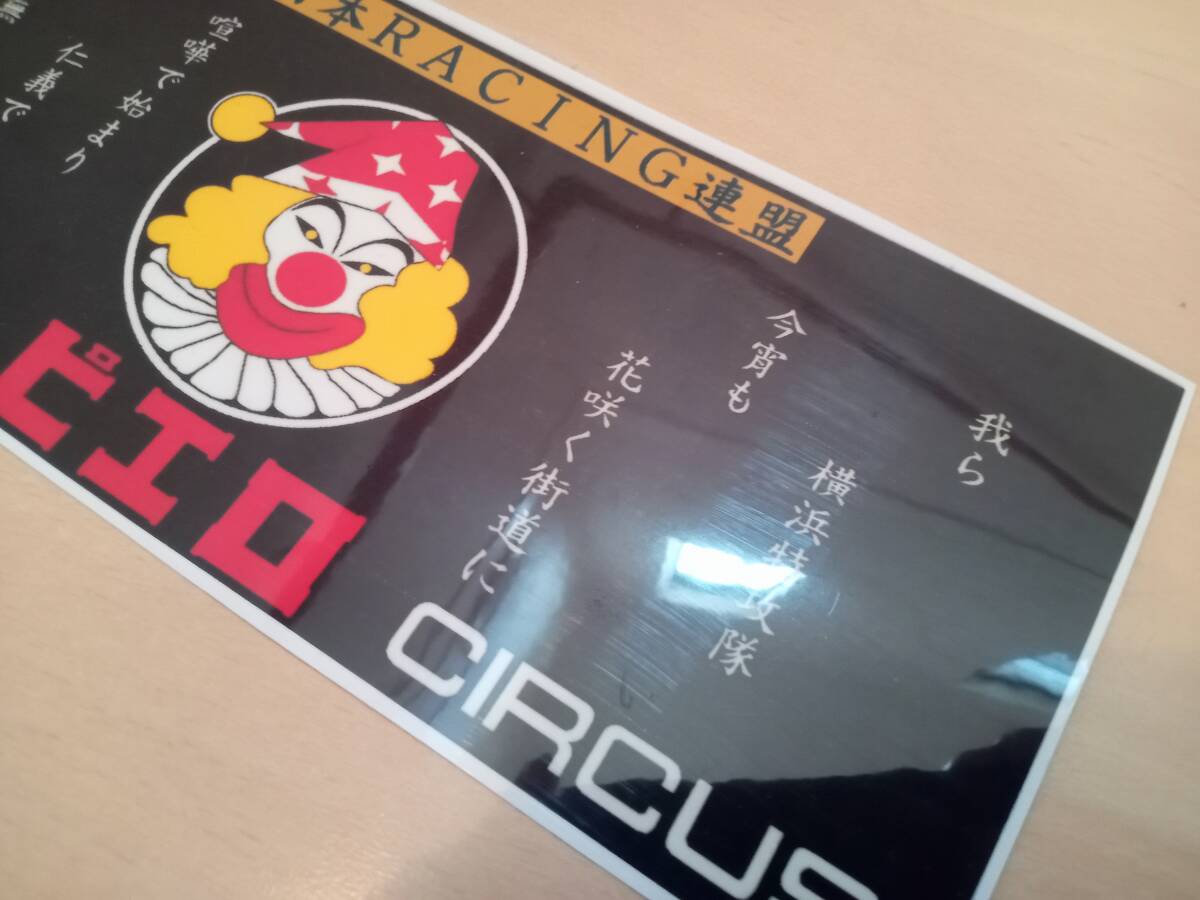 本RACING連盟
我ら
横浜特攻隊
今宵も
花咲く街道に
喧嘩で始まり
仁義で
無
ピエロ
CIRCUS